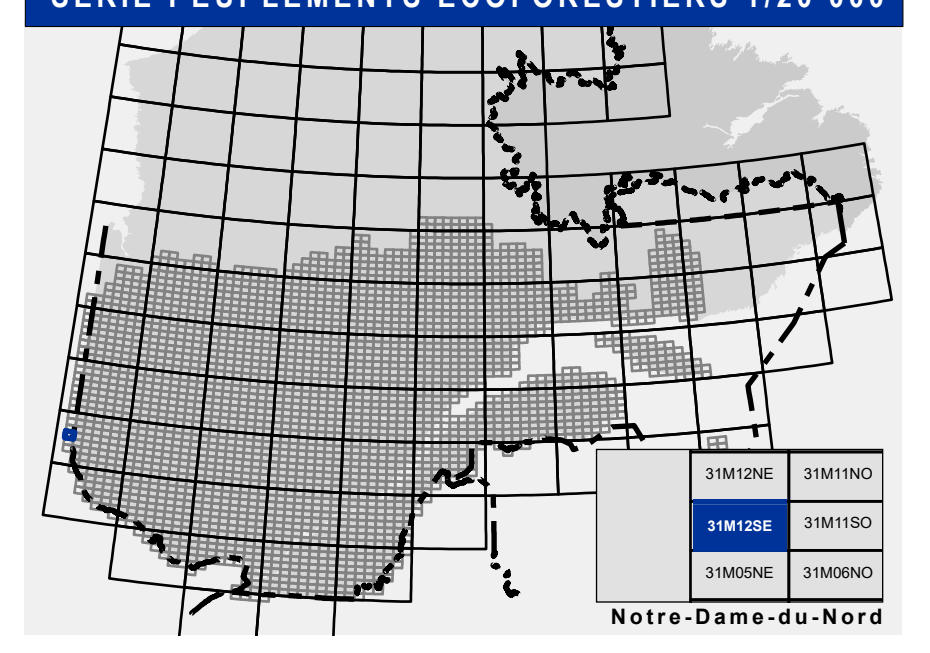 SÉRIE PEUPLEMENTS ÉCOFORESTIERS 1/20 000
31M12NE 31M11NO
31M12SE 31M11SO
31M05NE 31M06NO
Notre-Dame-du-Nord